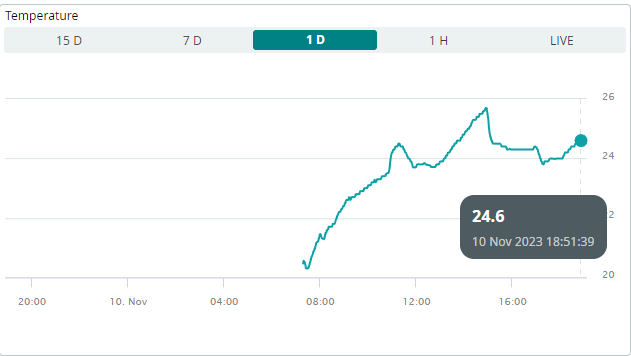 Temperature
15 D 7 D 1 D 1 H LIVE
26
24
24.6
10 Nov 2023 18:51:39
2
20
20:00 10. Nov 04:00 08:00 12:00 16:00